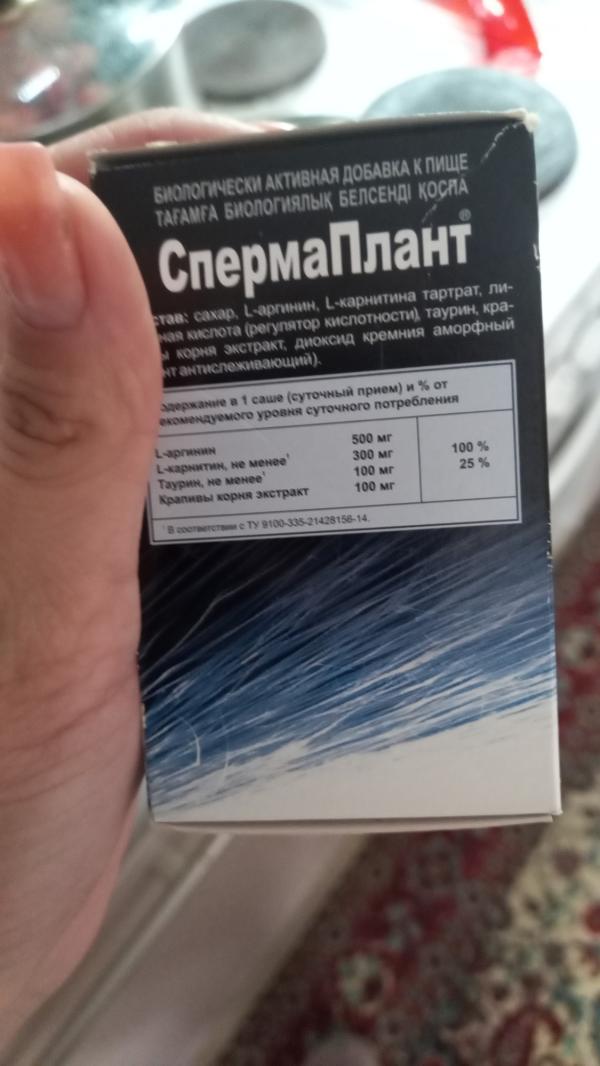 БИОЛОГИЧЕСКИ АКТИВНАЯ ДОБАВКА К ПИЩЕ
ТАҒАМҒА БИОЛОГИЯЛЫҚ БЕЛСЕНДІ ҚОСПА
СпермаПлант®
став: сахар, L-аргинин, L-карнитина тартрат, ли-
ная кислота (регулятор кислотности), таурин, кра-
ы корня экстракт, диоксид кремния аморфный
нт антислеживающий).
одержание в 1 саше (суточный прием) и % от
екомендуемого уровня суточного потребления
L-аргинин 500 мг
L-карнитин, не менее¹ 300 мг 100 %
Таурин, не менее¹ 100 мг 25 %
Крапивы корня экстракт 100 мг
¹ В соответствии с ТУ 9100-335-21428156-14.